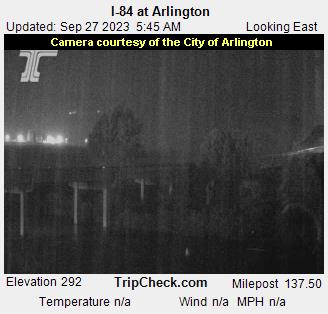 I-84 at Arlington
Updated: Sep 27 2023 5:45 AM Looking East
Camera courtesy of the City of Arlington
Elevation 292 TripCheck.com Milepost 137.50
Temperature n/a Wind n/a MPH n/a